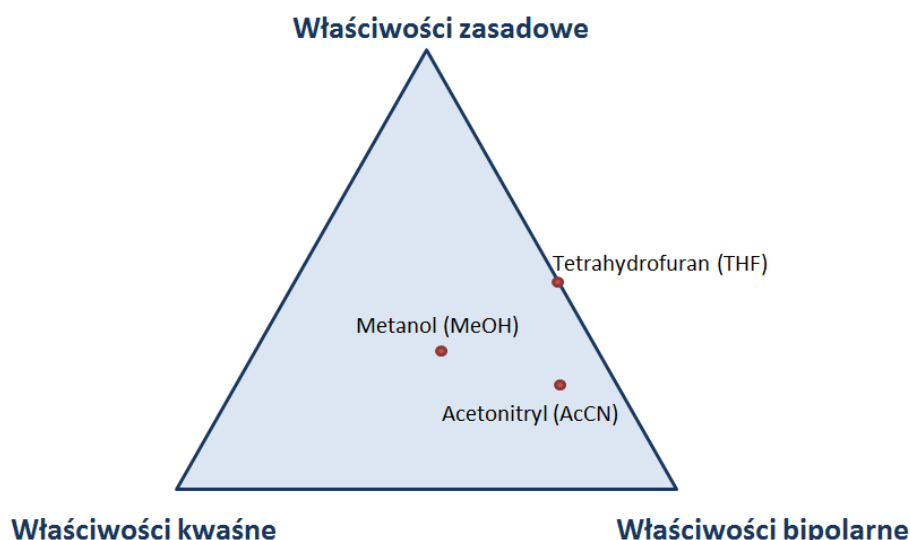 Właściwości zasadowe
Tetrahydrofuran (THF)
Metanol (MeOH)
Acetonitryl (AcCN)
Właściwości kwaśne
Właściwości bipolarne